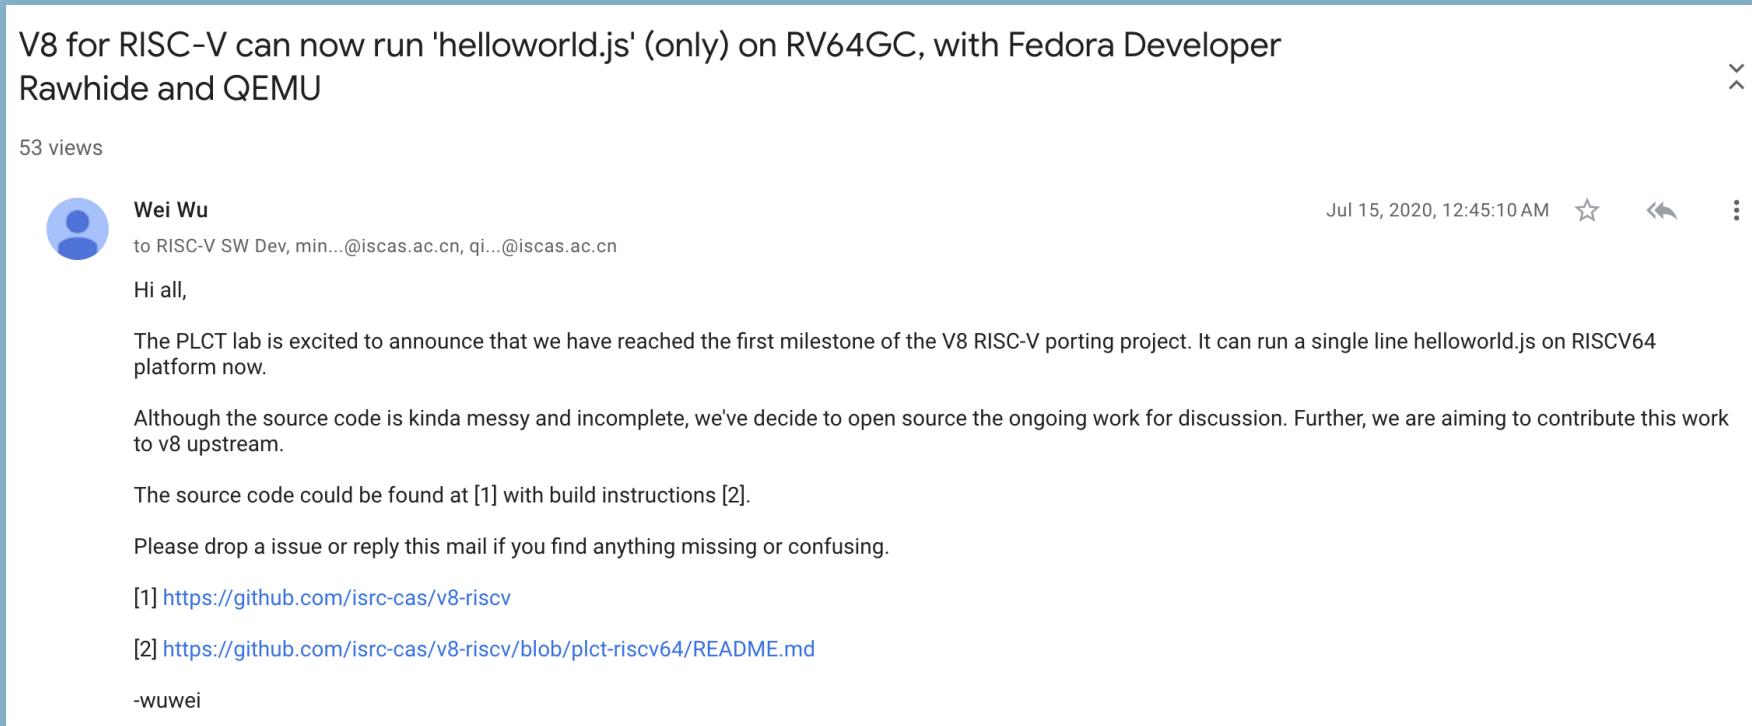 V8 for RISC-V can now run 'helloworld.js' (only) on RV64GC, with Fedora Developer
Rawhide and QEMU
53 views
Wei Wu
Jul 15, 2020, 12:45:10 AM
to RISC-V SW Dev, min...@iscas.ac.cn, qi...@iscas.ac.cn
Hi all,
The PLCT lab is excited to announce that we have reached the first milestone of the V8 RISC-V porting project. It can run a single line helloworld.js on RISCV64
platform now.
Although the source code is kinda messy and incomplete, we've decide to open source the ongoing work for discussion. Further, we are aiming to contribute this work
to v8 upstream.
The source code could be found at [1] with build instructions [2].
Please drop a issue or reply this mail if you find anything missing or confusing.
[1] https://github.com/isrc-cas/v8-riscv
[2] https://github.com/isrc-cas/v8-riscv/blob/plct-riscv64/README.md
-wuwei